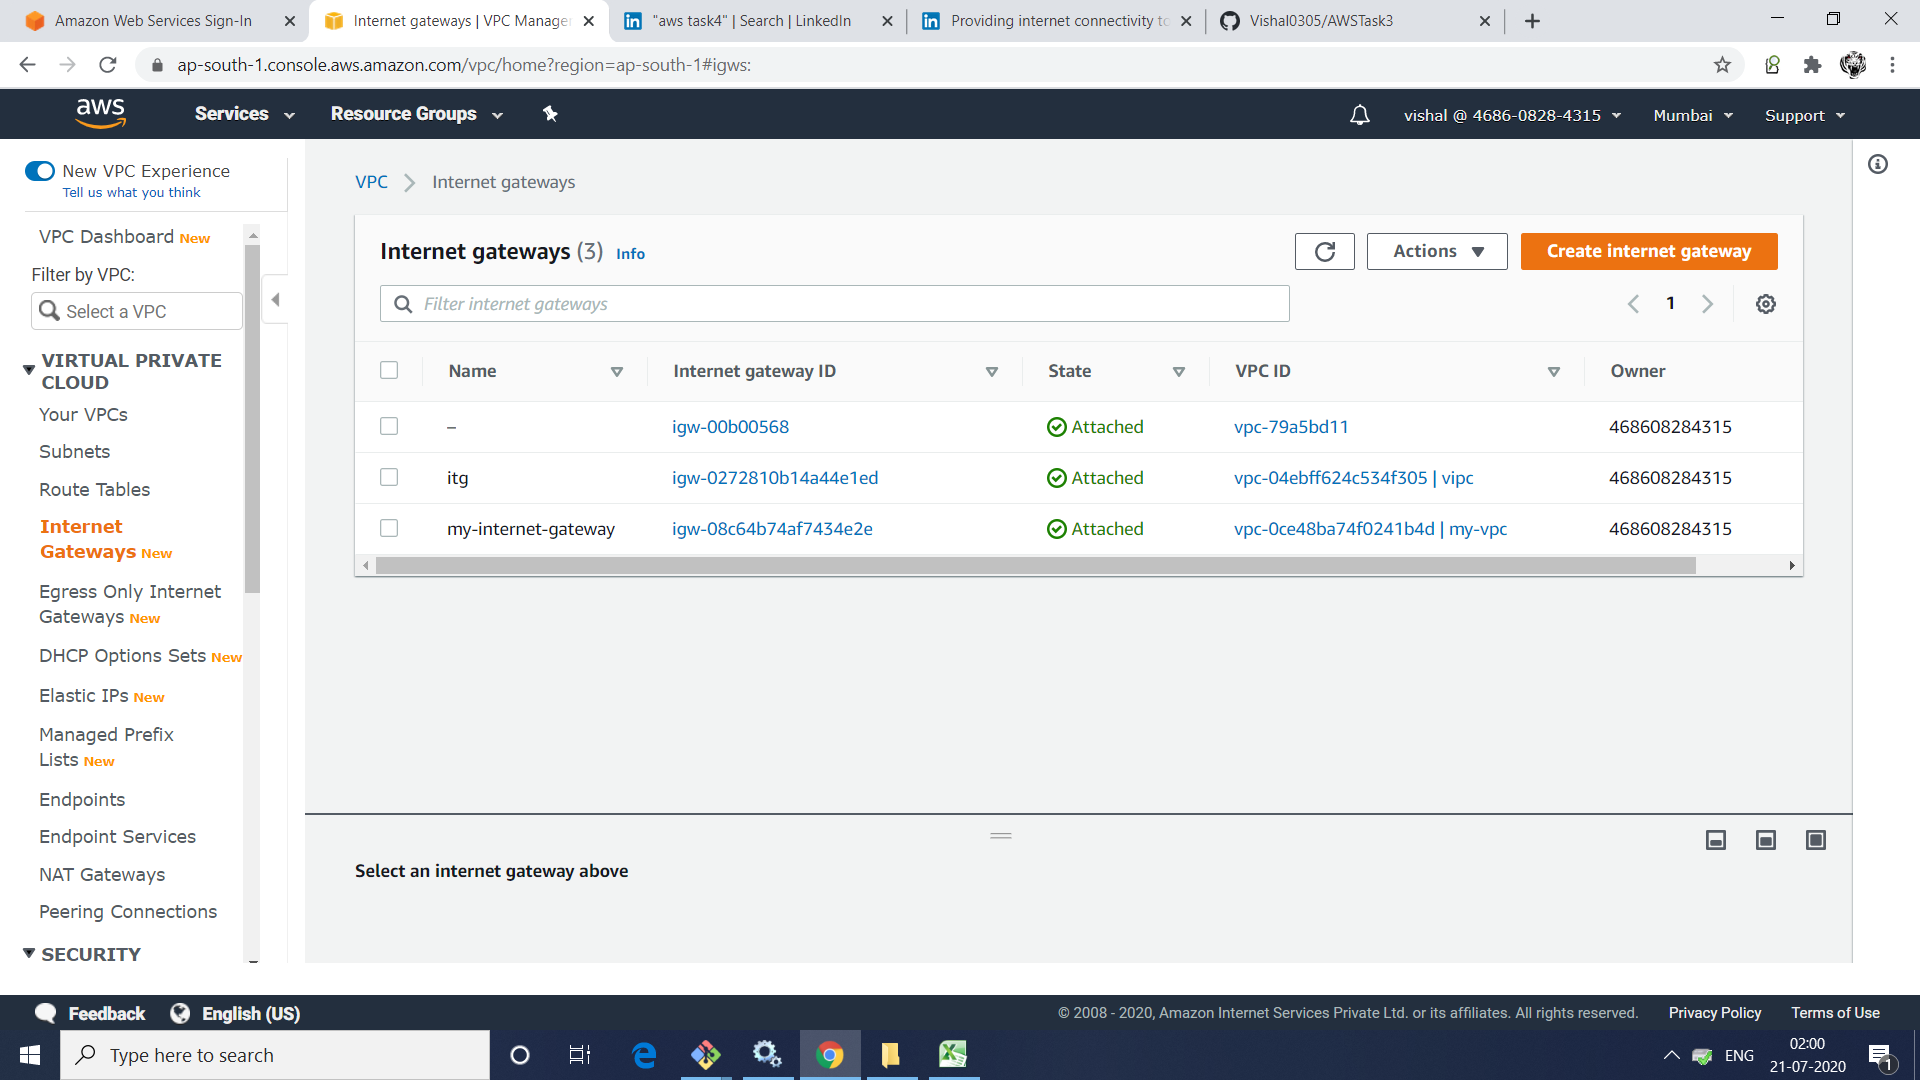 Amazon Web Services Sign-In
Internet gateways | VPC Manage
"aws task4" | Search | LinkedIn
Providing internet connectivity to
Vishal0305/AWSTask3
ap-south-1.console.aws.amazon.com/vpc/home?region=ap-south-1#igws:
aws
Services
Resource Groups
vishal @ 4686-0828-4315
Mumbai
Support
New VPC Experience
Tell us what you think
VPC Dashboard New
Filter by VPC:
Select a VPC
VIRTUAL PRIVATE
CLOUD
Your VPCs
Subnets
Route Tables
Internet
Gateways New
Egress Only Internet
Gateways New
DHCP Options Sets New
Elastic IPs New
Managed Prefix
Lists New
Endpoints
Endpoint Services
NAT Gateways
Peering Connections
SECURITY
VPC > Internet gateways
Internet gateways (3) Info
Actions
Create internet gateway
Filter internet gateways
1
Name Internet gateway ID State VPC ID Owner
– igw-00b00568 Attached vpc-79a5bd11 468608284315
itg igw-0272810b14a44e1ed Attached vpc-04ebff624c534f305 | vipc 468608284315
my-internet-gateway igw-08c64b74af7434e2e Attached vpc-0ce48ba74f0241b4d | my-vpc 468608284315
Select an internet gateway above
Feedback
English (US)
© 2008 - 2020, Amazon Internet Services Private Ltd. or its affiliates. All rights reserved.
Privacy Policy
Terms of Use
Type here to search
ENG
02:00
21-07-2020
1